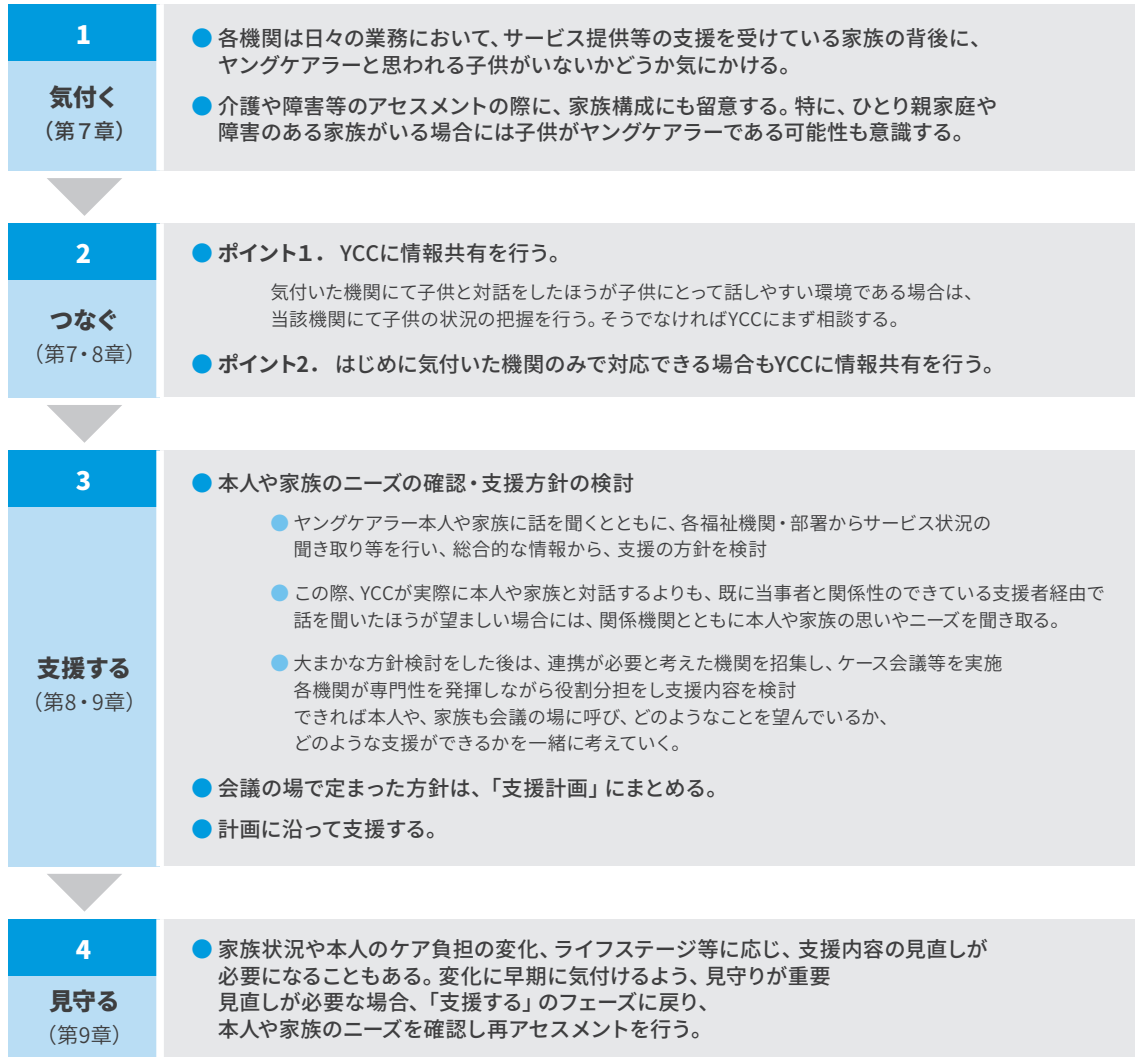 1
気付く
（第７章）
● 各機関は日々の業務において、サービス提供等の支援を受けている家族の背後に、
ヤングケアラーと思われる子供がいないかどうか気にかける。
● 介護や障害等のアセスメントの際に、家族構成にも留意する。特に、ひとり親家庭や
障害のある家族がいる場合には子供がヤングケアラーである可能性も意識する。
2
つなぐ
（第7・8章）
● ポイント１． YCCに情報共有を行う。
気付いた機関にて子供と対話をしたほうが子供にとって話しやすい環境である場合は、
当該機関にて子供の状況の把握を行う。そうでなければYCCにまず相談する。
● ポイント2． はじめに気付いた機関のみで対応できる場合もYCCに情報共有を行う。
3
支援する
（第8・9章）
● 本人や家族のニーズの確認・支援方針の検討
● ヤングケアラー本人や家族に話を聞くとともに、各福祉機関・部署からサービス状況の
聞き取り等を行い、総合的な情報から、支援の方針を検討
● この際、YCCが実際に本人や家族と対話するよりも、既に当事者と関係性のできている支援者経由で
話を聞いたほうが望ましい場合には、関係機関とともに本人や家族の思いやニーズを聞き取る。
● 大まかな方針検討をした後は、連携が必要と考えた機関を招集し、ケース会議等を実施
各機関が専門性を発揮しながら役割分担をし支援内容を検討
できれば本人や、家族も会議の場に呼び、どのようなことを望んでいるか、
どのような支援ができるかを一緒に考えていく。
● 会議の場で定まった方針は、「支援計画」にまとめる。
● 計画に沿って支援する。
4
見守る
（第9章）
● 家族状況や本人のケア負担の変化、ライフステージ等に応じ、支援内容の見直しが
必要になることもある。変化に早期に気付けるよう、見守りが重要
見直しが必要な場合、「支援する」のフェーズに戻り、
本人や家族のニーズを確認し再アセスメントを行う。